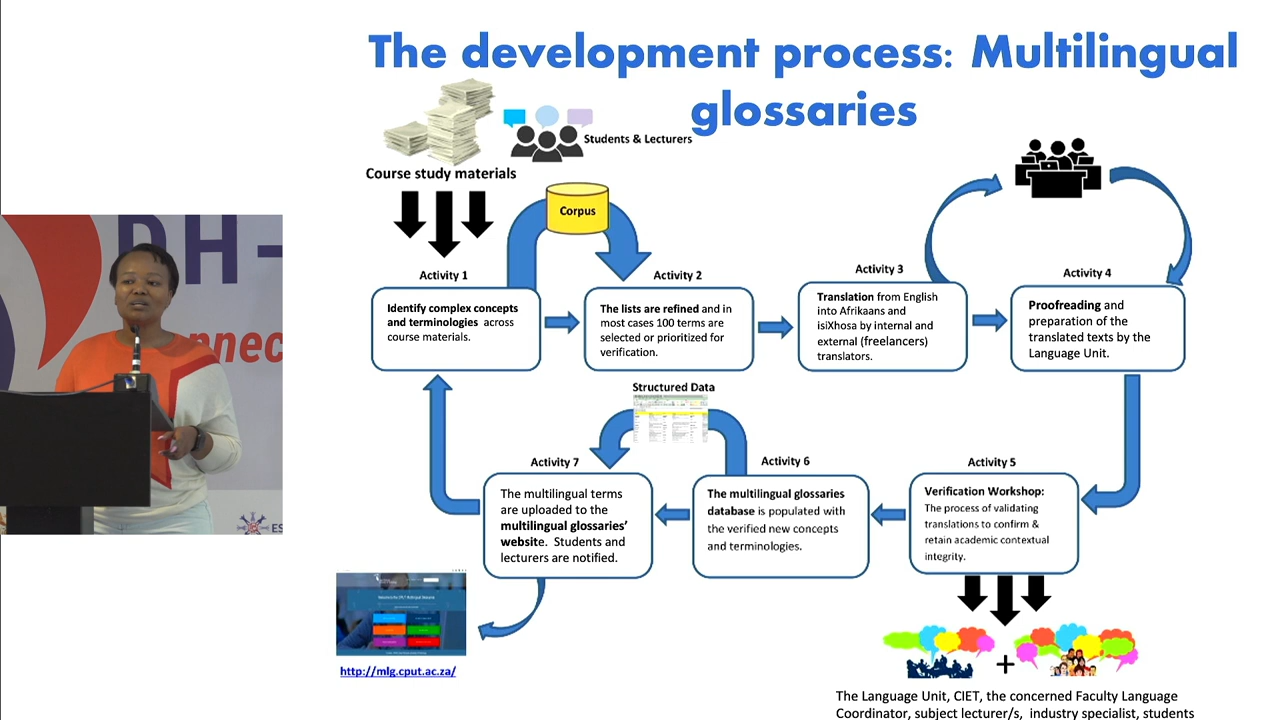 The development process: Multilingual
glossaries
Students & Lecturers
Course study materials
Corpus
Activity 1
Identify complex concepts
and terminologies across
course materials.
Activity 2
The lists are refined and in
most cases 100 terms are
selected or prioritized for
verification.
Activity 3
Translation from English
into Afrikaans and
isiXhosa by internal and
external (freelancers)
translators.
Activity 4
Proofreading and
preparation of the
translated texts by the
Language Unit.
Structured Data
Activity 7
The multilingual terms
are uploaded to the
multilingual glossaries'
website. Students and
lecturers are notified.
Activity 6
The multilingual glossaries
database is populated with
the verified new concepts
and terminologies.
Activity 5
Verification Workshop:
The process of validating
translations to confirm &
retain academic contextual
integrity.
http://mlg.cput.ac.za/
+
The Language Unit, CIET, the concerned Faculty Language
Coordinator, subject lecturer/s, industry specialist, students
DH-
nnec
ES